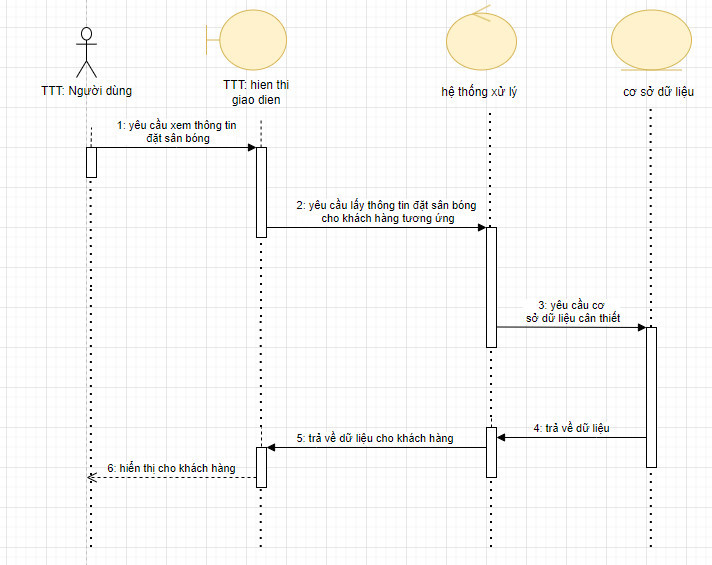 TTT: Người dùng
TTT: hien thi
giao dien
hệ thống xử lý
cơ sở dữ liệu
1: yêu cầu xem thông tin
đặt sân bóng
2: yêu cầu lấy thông tin đặt sân bóng
cho khách hàng tương ứng
3: yêu cầu cơ
sở dữ liệu cần thiết
4: trả về dữ liệu
5: trả về dữ liệu cho khách hàng
6: hiển thị cho khách hàng